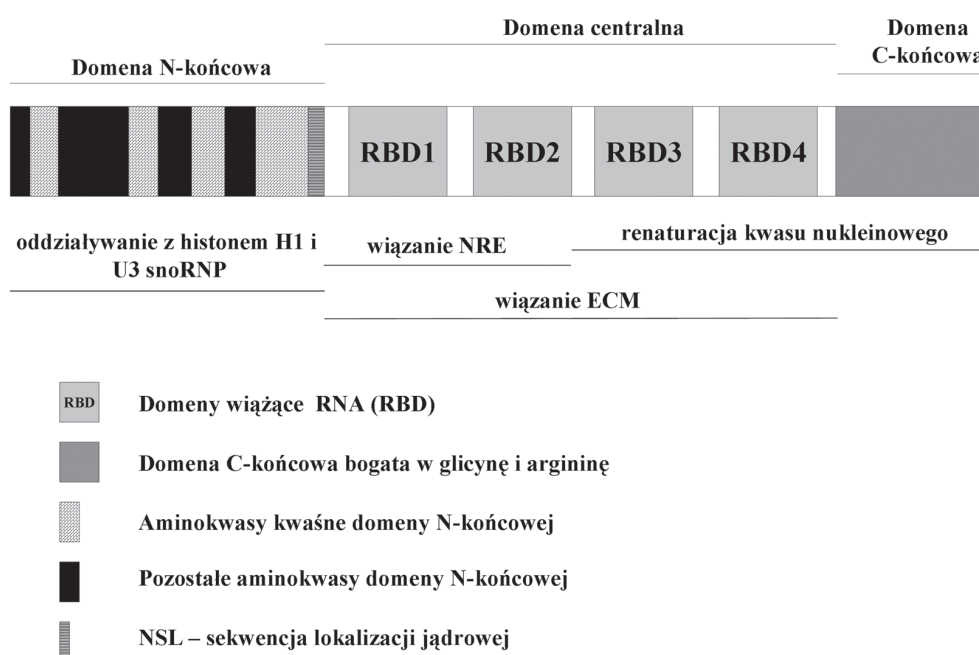 Domena centralna
Domena
C-końcowa
Domena N-końcowa
RBD1
RBD2
RBD3
RBD4
oddziaływanie z histonem H1 i
U3 snoRNP
wiązanie NRE
renaturacja kwasu nukleinowego
wiązanie ECM
RBD
Domeny wiążące RNA (RBD)
Domena C-końcowa bogata w glicynę i argininę
Aminokwasy kwaśne domeny N-końcowej
Pozostałe aminokwasy domeny N-końcowej
NSL – sekwencja lokalizacji jądrowej